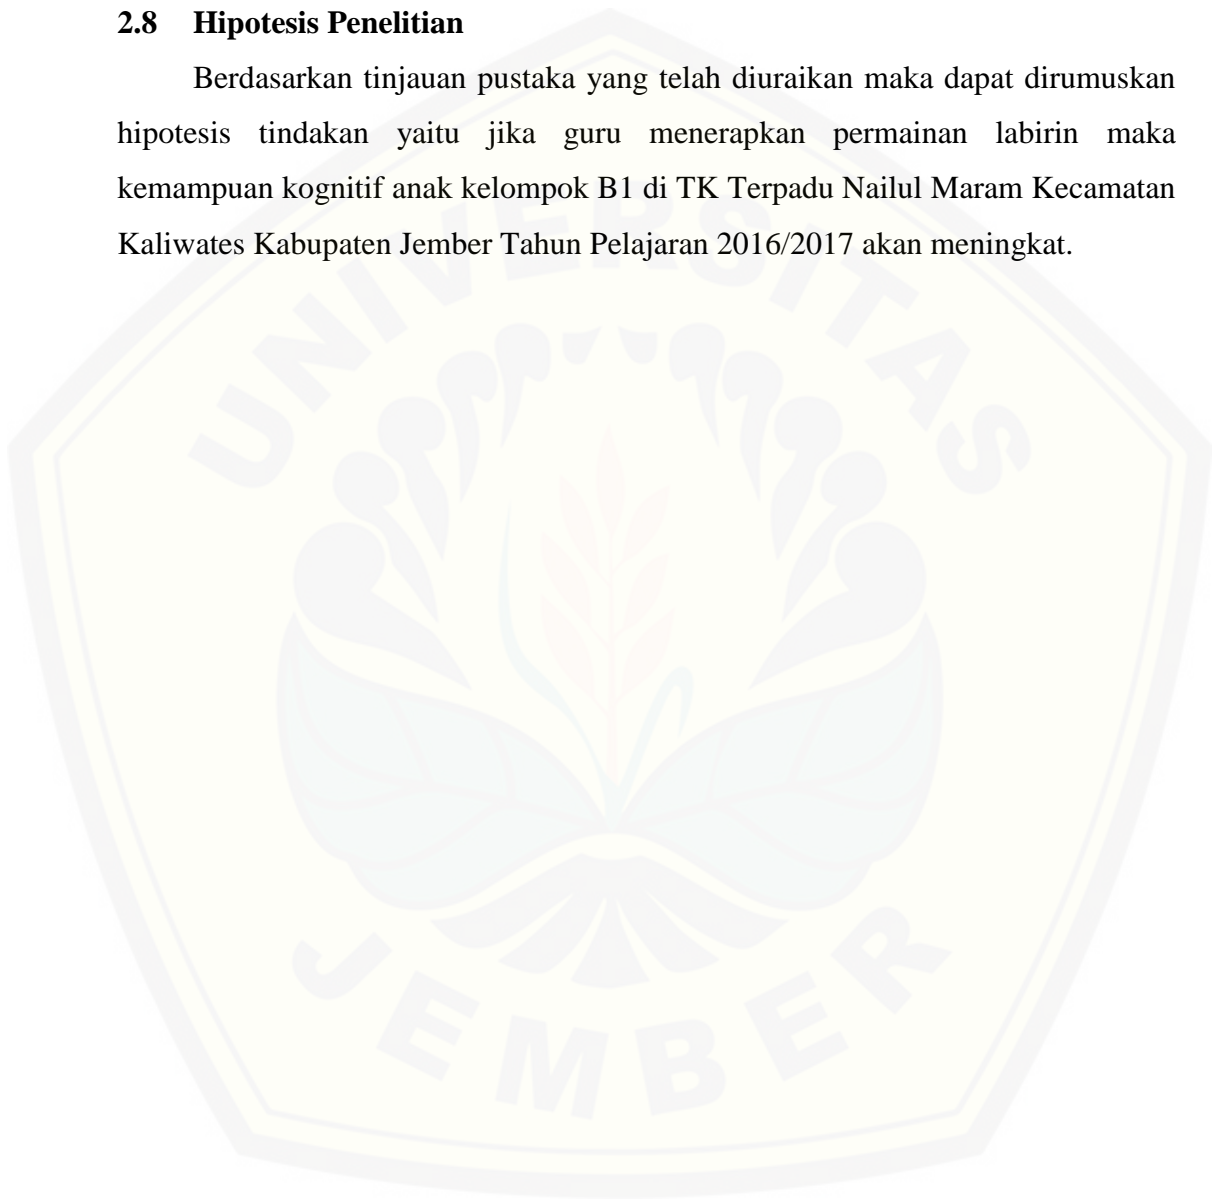 2.8 Hipotesis Penelitian
Berdasarkan tinjauan pustaka yang telah diuraikan maka dapat dirumuskan
hipotesis tindakan yaitu jika guru menerapkan permainan labirin maka
kemampuan kognitif anak kelompok B1 di TK Terpadu Nailul Maram Kecamatan
Kaliwates Kabupaten Jember Tahun Pelajaran 2016/2017 akan meningkat.
UNIVERSITAS
JEMBER